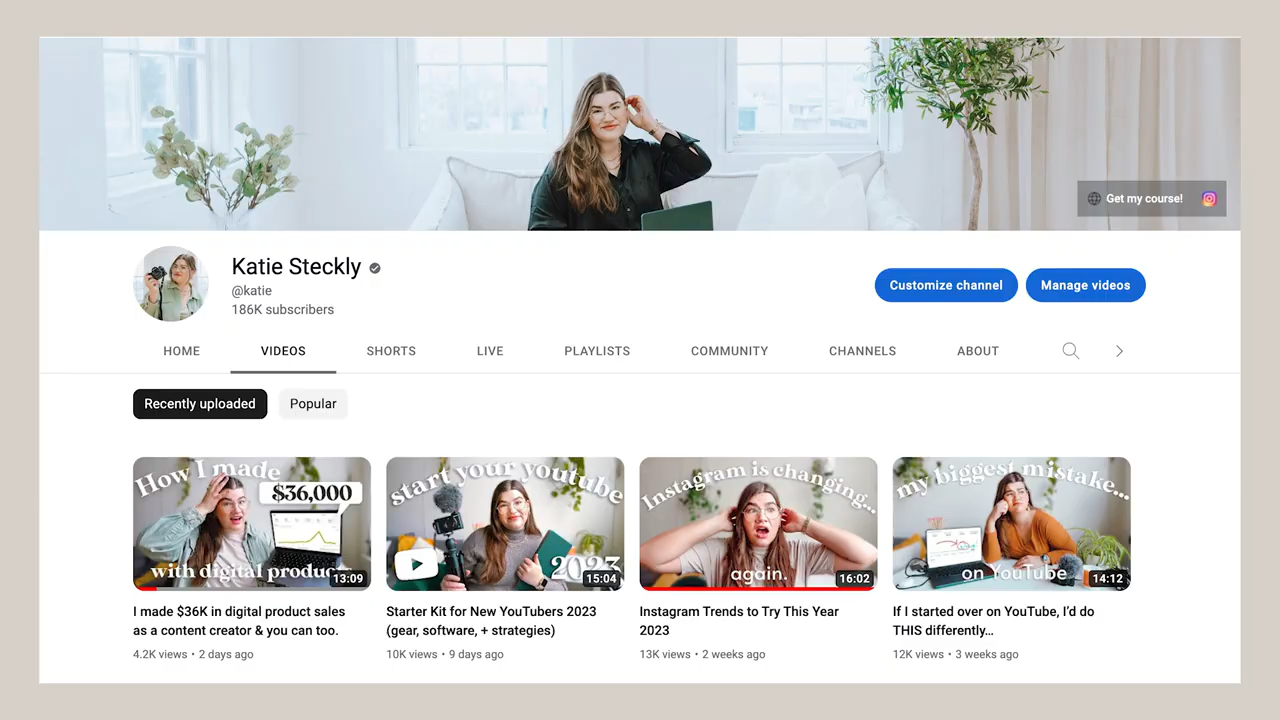 Get my course!
Katie Steckly
@katie
186K subscribers
Customize channel
Manage videos
HOME
VIDEOS
SHORTS
LIVE
PLAYLISTS
COMMUNITY
CHANNELS
ABOUT
Recently uploaded
Popular
How I made
$36,000
with digital produc
13:09
start your youtube
2023
15:04
Instagram is changing...
again.
16:02
my biggest mistake...
on YouTube
14:12
I made $36K in digital product sales
as a content creator & you can too.
4.2K views • 2 days ago
Starter Kit for New YouTubers 2023
(gear, software, + strategies)
10K views • 9 days ago
Instagram Trends to Try This Year
2023
13K views • 2 weeks ago
If I started over on YouTube, I'd do
THIS differently...
12K views • 3 weeks ago